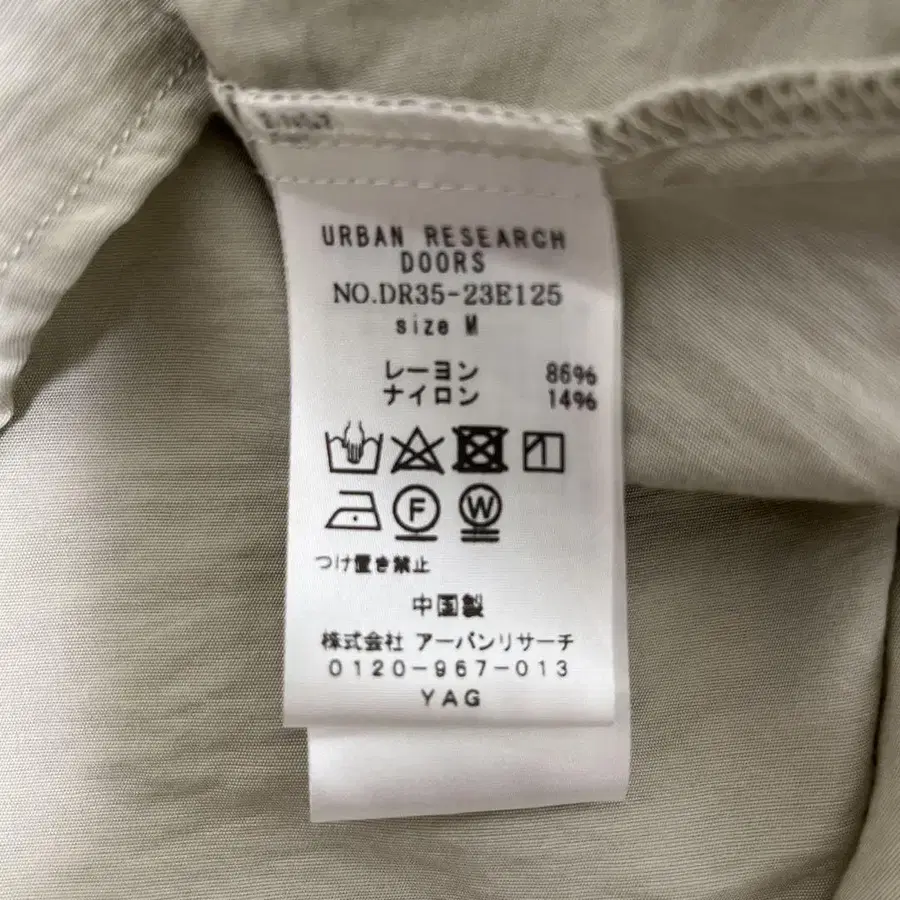 URBAN RESEARCH
DOORS
NO.DR35-23E125
size M
レーヨン 86%
ナイロン 14%
F W
つけ置き禁止
中国製
株式会社 アーバンリサーチ
0120-967-013
YAG